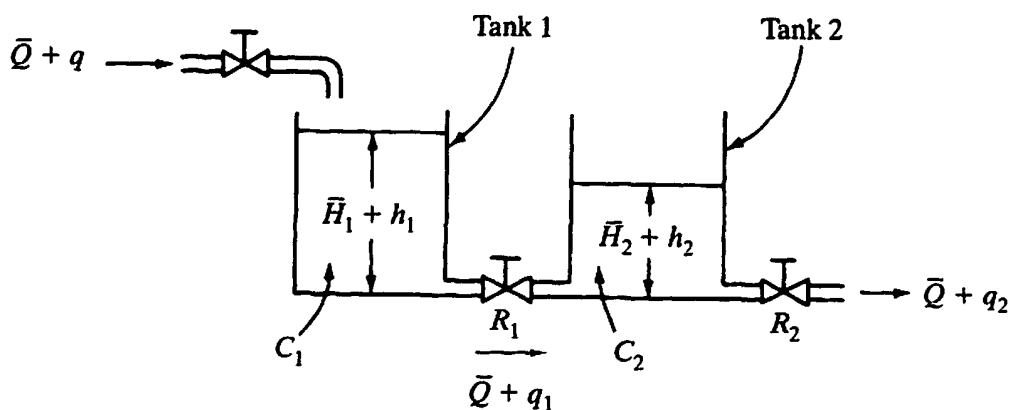 Tank 1
Tank 2
Q̄ + q
H̄₁ + h₁
H̄₂ + h₂
Q̄ + q₂
R₁
R₂
C₁
C₂
Q̄ + q₁